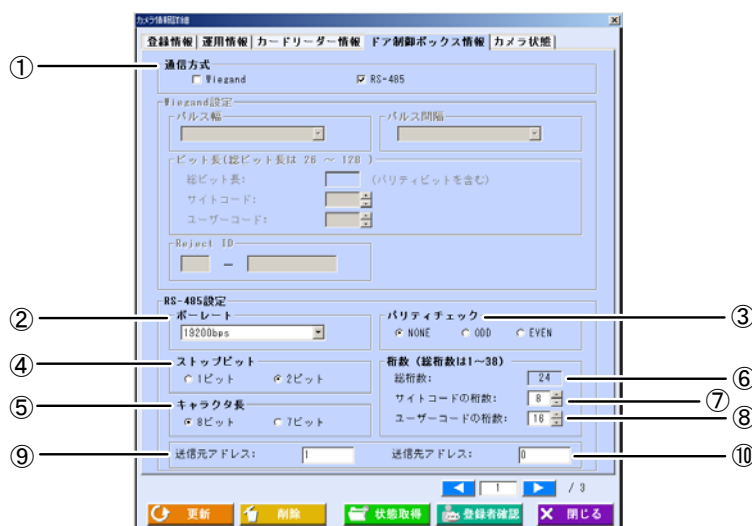 カメラ情報詳細
登録情報 運用情報 カードリーダー情報 ドア制御ボックス情報 カメラ状態
① 通信方式
Wiegand RS-485
Wiegand設定
パルス幅 パルス間隔
ビット長(総ビット長は 26 ～ 128 )
総ビット長: (パリティビットを含む)
サイトコード:
ユーザーコード:
Reject ID
－
RS-485設定
② ボーレート パリティチェック ③
19200bps NONE ODD EVEN
④ ストップビット 桁数 (総桁数は1～38)
1ビット 2ビット 総桁数: 24 ⑥
⑤ キャラクタ長 サイトコードの桁数: 8 ⑦
8ビット 7ビット ユーザーコードの桁数: 16 ⑧
⑨ 送信元アドレス: 1 送信先アドレス: 0 ⑩
1 / 3
更新 削除 状態取得 登録者確認 X 閉じる